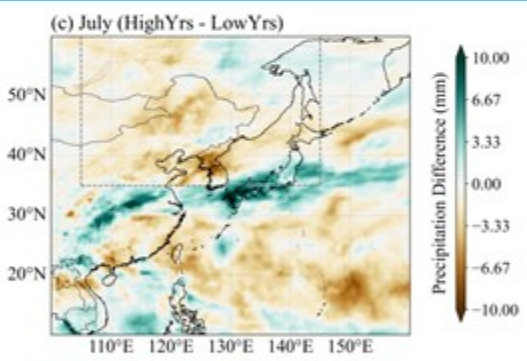 (c) July (HighYrs - LowYrs)
50°N
40°N
30°N
20°N
110°E 120°E 130°E 140°E 150°E
Precipitation Difference (mm)
10.00
6.67
3.33
0.00
−3.33
−6.67
−10.00